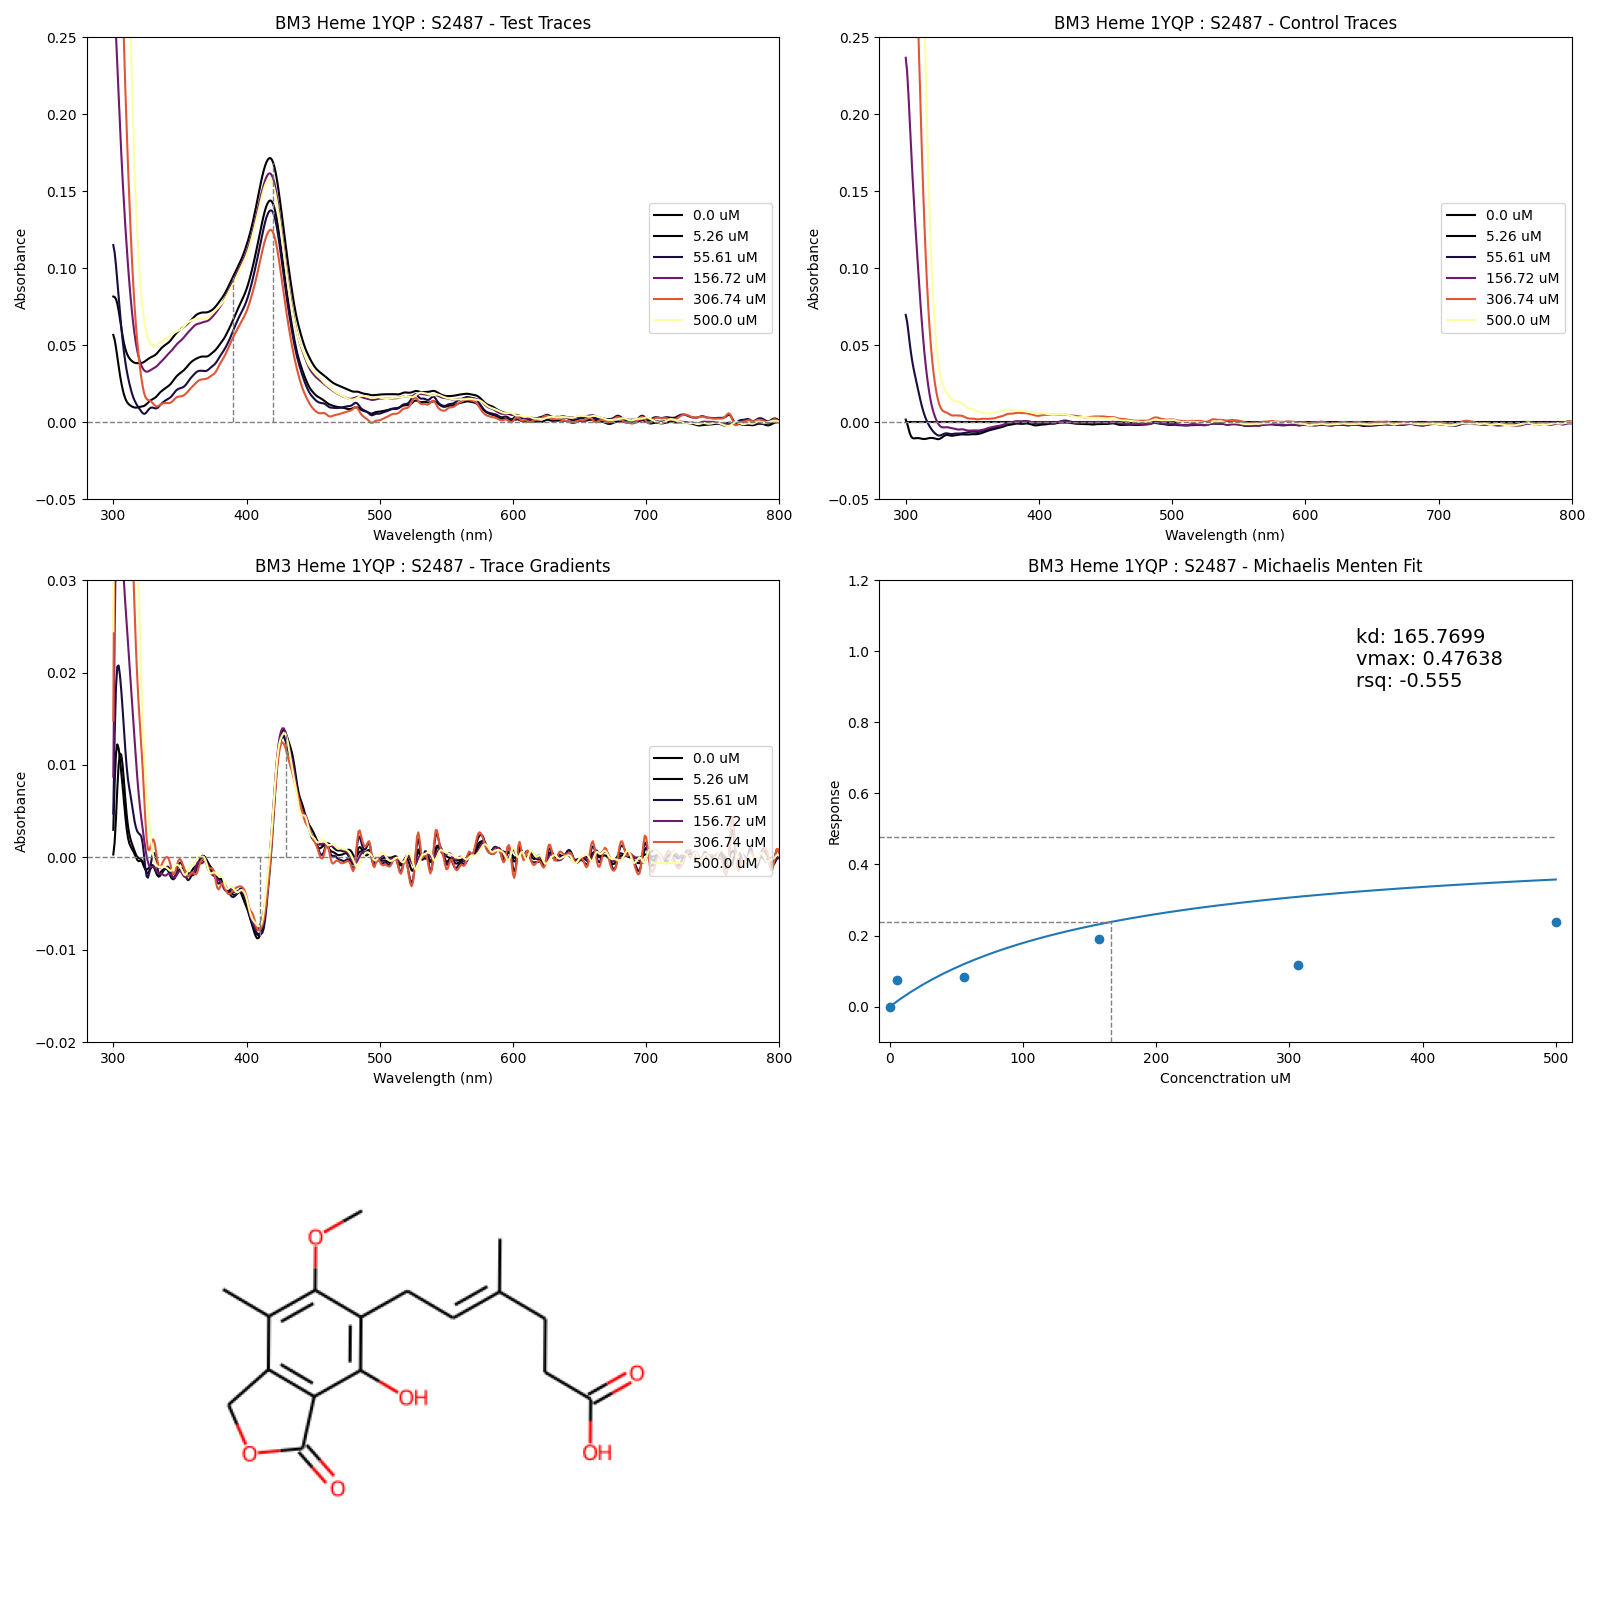 BM3 Heme 1YQP : S2487 - Test Traces
0.25
0.20
0.15
0.10
0.05
0.00
−0.05
Absorbance
300 400 500 600 700 800
Wavelength (nm)
0.0 uM
5.26 uM
55.61 uM
156.72 uM
306.74 uM
500.0 uM
BM3 Heme 1YQP : S2487 - Control Traces
0.25
0.20
0.15
0.10
0.05
0.00
−0.05
Absorbance
300 400 500 600 700 800
Wavelength (nm)
0.0 uM
5.26 uM
55.61 uM
156.72 uM
306.74 uM
500.0 uM
BM3 Heme 1YQP : S2487 - Trace Gradients
0.03
0.02
0.01
0.00
−0.01
−0.02
Absorbance
300 400 500 600 700 800
Wavelength (nm)
0.0 uM
5.26 uM
55.61 uM
156.72 uM
306.74 uM
500.0 uM
BM3 Heme 1YQP : S2487 - Michaelis Menten Fit
1.2
1.0
0.8
0.6
0.4
0.2
0.0
Response
0 100 200 300 400 500
Concenctration uM
kd: 165.7699
vmax: 0.47638
rsq: -0.555
O
O
OH
O
OH
O